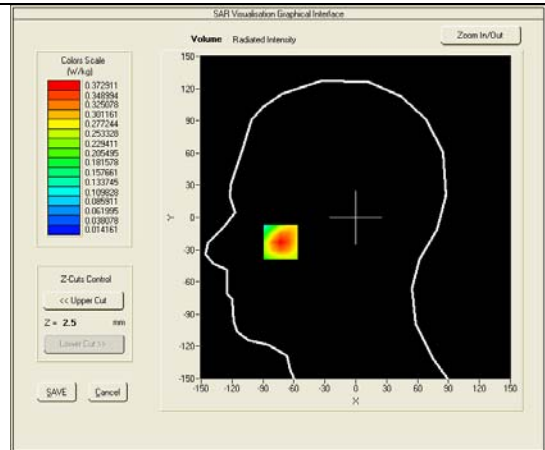 SAR Visualisation Graphical Interface
Volume Radiated Intensity
Zoom In/Out
Colors Scale
(W/kg)
0.372911
0.348994
0.325078
0.301161
0.277244
0.253328
0.229411
0.205495
0.181578
0.157661
0.133745
0.109828
0.085911
0.061995
0.038078
0.014161
150-
120-
90-
60-
30-
0-
-30-
-60-
-90-
-120-
-150-
Y
-150 -120 -90 -60 -30 0 30 60 90 120 150
X
Z-Cuts Control
<< Upper Cut
Z = 2.5 mm
Lower Cut >>
SAVE
Cancel